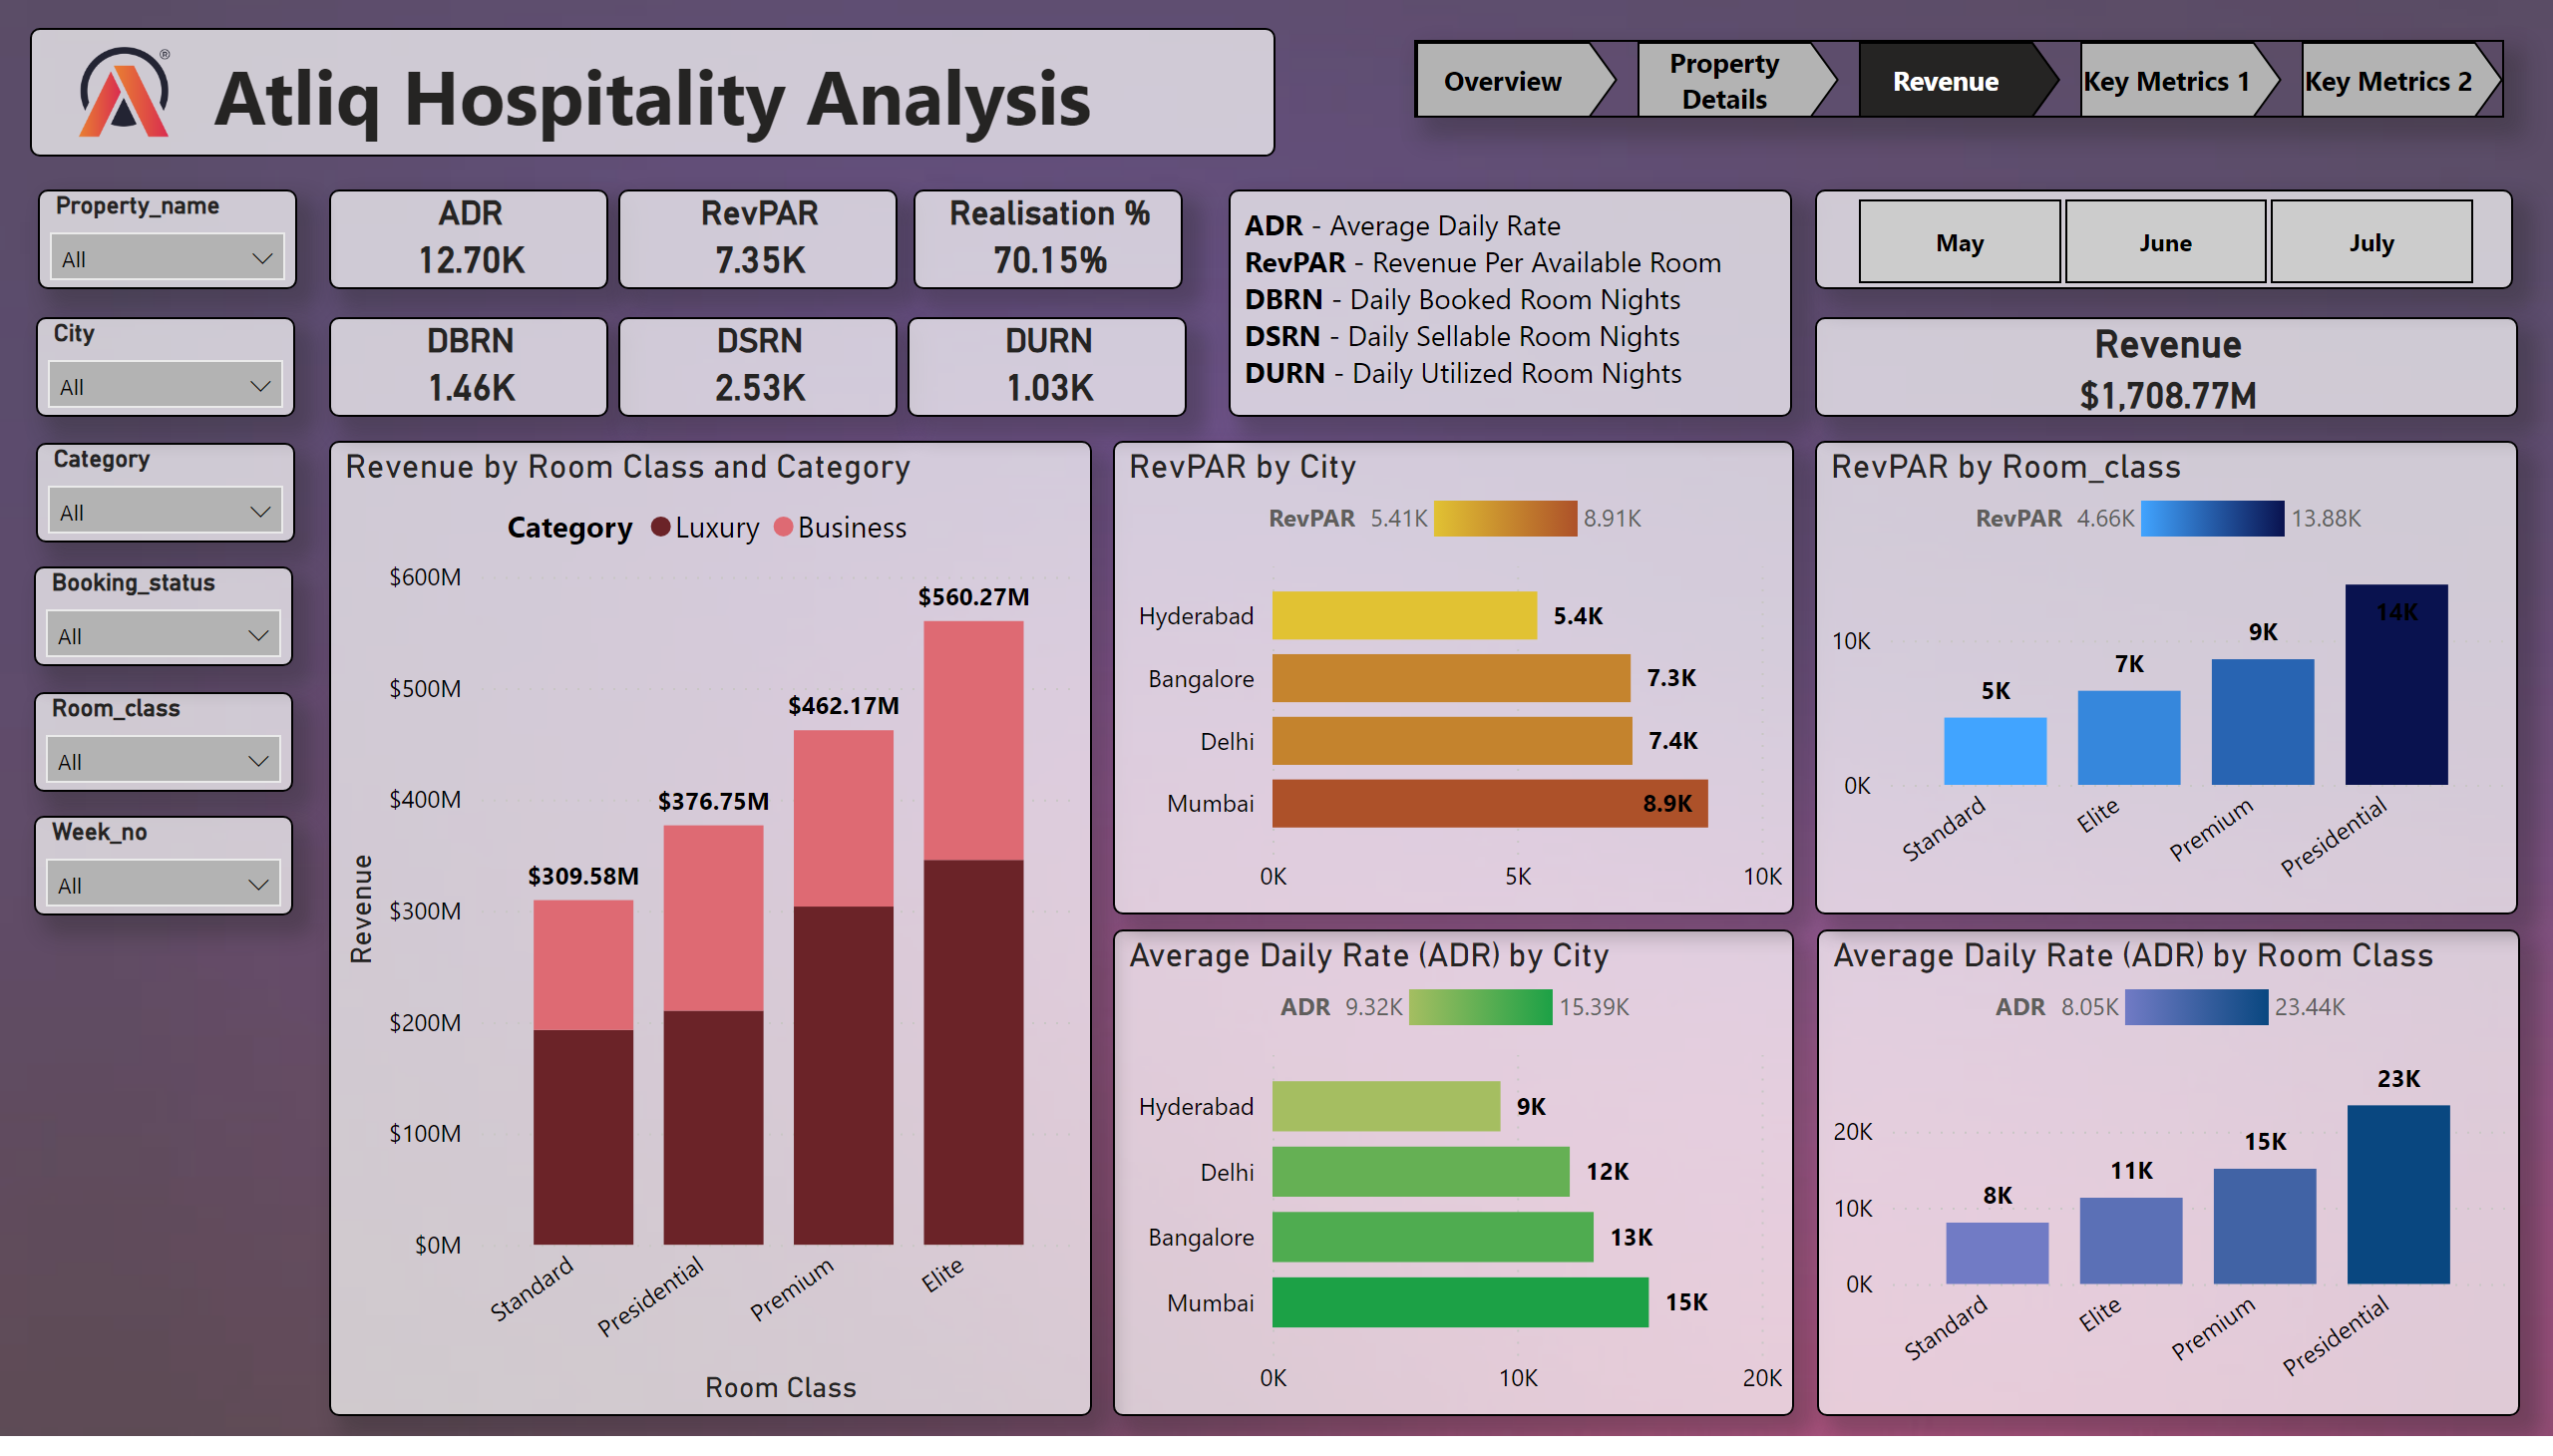 ®
Atliq Hospitality Analysis
Overview
Property
Details
Revenue
Key Metrics 1
Key Metrics 2
Property_name
All
City
All
Category
All
Booking_status
All
Room_class
All
Week_no
All
ADR
12.70K
RevPAR
7.35K
Realisation %
70.15%
DBRN
1.46K
DSRN
2.53K
DURN
1.03K
ADR - Average Daily Rate
RevPAR - Revenue Per Available Room
DBRN - Daily Booked Room Nights
DSRN - Daily Sellable Room Nights
DURN - Daily Utilized Room Nights
May
June
July
Revenue
$1,708.77M
Revenue by Room Class and Category
Category Luxury Business
$600M
$500M
$400M
$300M
$200M
$100M
$0M
Revenue
$309.58M
$376.75M
$462.17M
$560.27M
Standard
Presidential
Premium
Elite
Room Class
RevPAR by City
RevPAR 5.41K 8.91K
Hyderabad 5.4K
Bangalore 7.3K
Delhi 7.4K
Mumbai 8.9K
0K 5K 10K
RevPAR by Room_class
RevPAR 4.66K 13.88K
10K
0K
5K
7K
9K
14K
Standard
Elite
Premium
Presidential
Average Daily Rate (ADR) by City
ADR 9.32K 15.39K
Hyderabad 9K
Delhi 12K
Bangalore 13K
Mumbai 15K
0K 10K 20K
Average Daily Rate (ADR) by Room Class
ADR 8.05K 23.44K
20K
10K
0K
8K
11K
15K
23K
Standard
Elite
Premium
Presidential